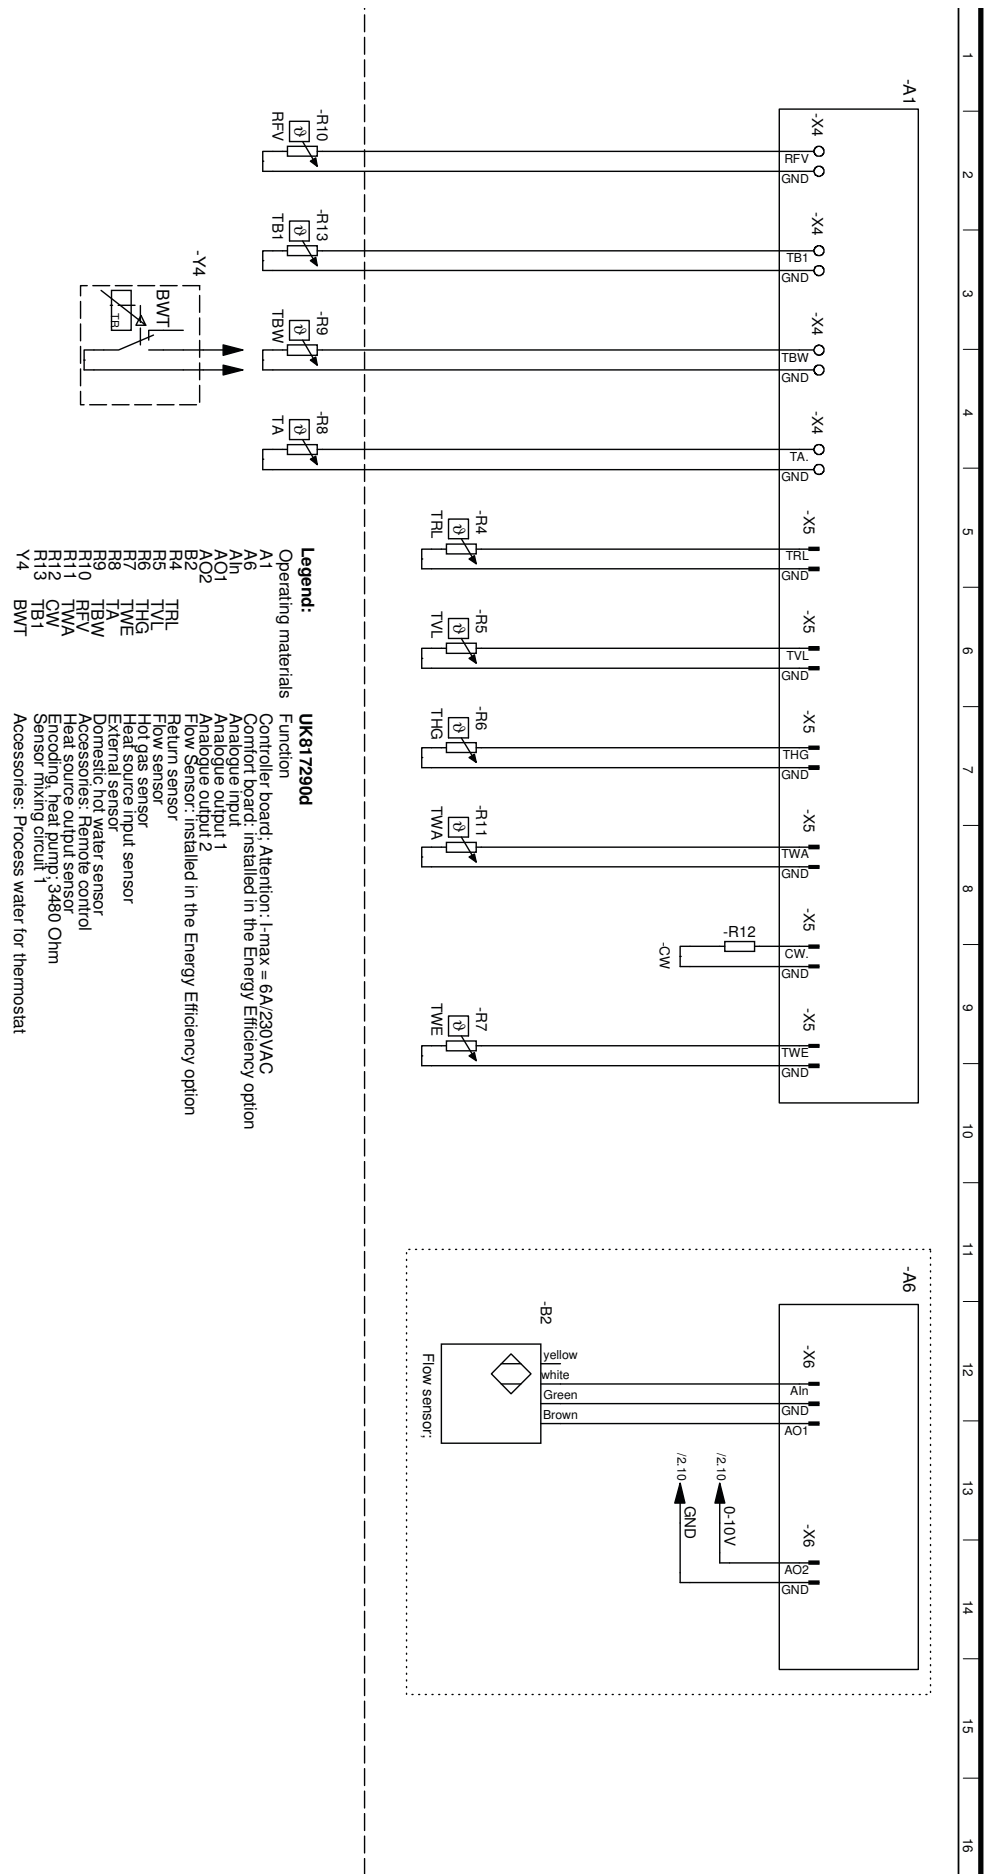 1
2
3
4
5
6
7
8
9
10
11
12
13
14
15
16
-A1
-X4
RFV
GND
-X4
TB1
GND
-X4
TBW
GND
-X4
TA.
GND
-X5
TRL
GND
-X5
TVL
GND
-X5
THG
GND
-X5
TWA
GND
-X5
CW.
GND
-X5
TWE
GND
-R10
ϑ
RFV
-R13
ϑ
TB1
-R9
ϑ
TBW
-R8
ϑ
TA
-R4
ϑ
TRL
-R5
ϑ
TVL
-R6
ϑ
THG
-R11
ϑ
TWA
-R12
-CW
-R7
ϑ
TWE
-Y4
BWT
TR
-A6
-X6
AIn
GND
AO1
-X6
AO2
GND
-B2
yellow
white
Green
Brown
Flow sensor;
0-10V
/2.10
GND
/2.10
Legend: UK817290d
Operating materials Function
A1 Controller board; Attention: I-max = 6A/230VAC
A6 Comfort board: installed in the Energy Efficiency option
AIn Analogue input
AO1 Analogue output 1
AO2 Analogue output 2
B2 Flow Sensor: installed in the Energy Efficiency option
R4 TRL Return sensor
R5 TVL Flow sensor
R6 THG Hot gas sensor
R7 TWE Heat source input sensor
R8 TA External sensor
R9 TBW Domestic hot water sensor
R10 RFV Accessories: Remote control
R11 TWA Heat source output sensor
R12 CW Encoding, heat pump; 3480 Ohm
R13 TB1 Sensor mixing circuit 1
Y4 BWT Accessories: Process water for thermostat